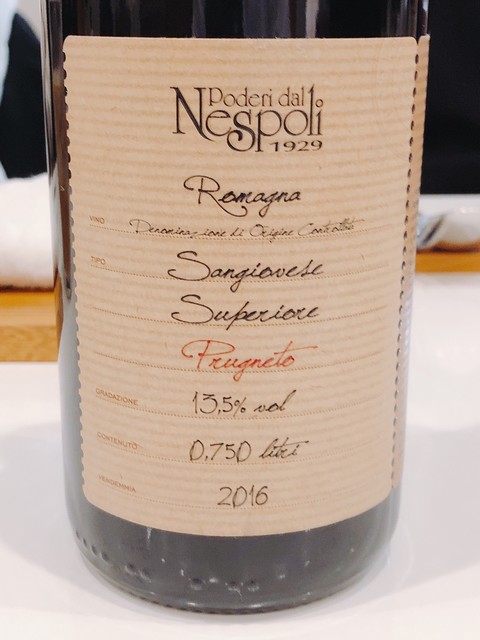 Poderi dal
Nespoli
1929
Romagna
VINO
Denominazione di Origine Controllata
TIPO
Sangiovese
Superiore
Prugneto
GRADAZIONE
13,5% vol
CONTENUTO
0,750 litri
VENDEMMIA
2016